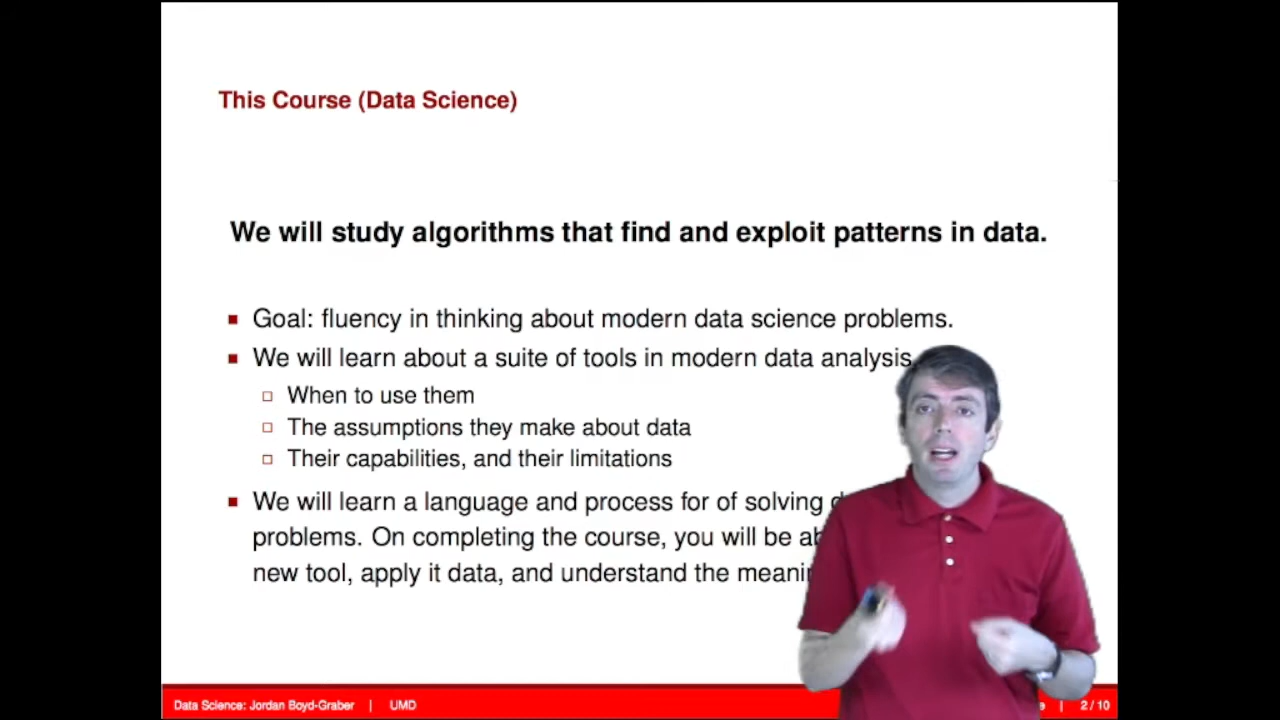 This Course (Data Science)
We will study algorithms that find and exploit patterns in data.
Goal: fluency in thinking about modern data science problems.
We will learn about a suite of tools in modern data analysis
When to use them
The assumptions they make about data
Their capabilities, and their limitations
We will learn a language and process for of solving
problems. On completing the course, you will be
new tool, apply it data, and understand the
Data Science: Jordan Boyd-Graber | UMD | 2 / 10